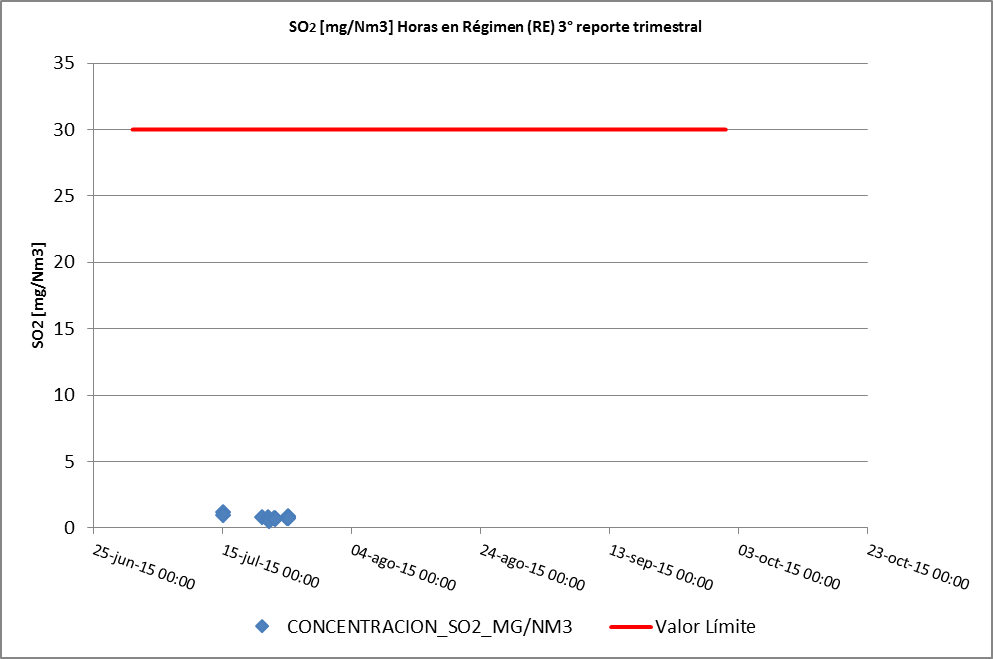 SO2 [mg/Nm3] Horas en Régimen (RE) 3° reporte trimestral
35
30
25
20
15
10
5
0
SO2 [mg/Nm3]
25-jun-15 00:00
15-jul-15 00:00
04-ago-15 00:00
24-ago-15 00:00
13-sep-15 00:00
03-oct-15 00:00
23-oct-15 00:00
CONCENTRACION_SO2_MG/NM3
Valor Límite